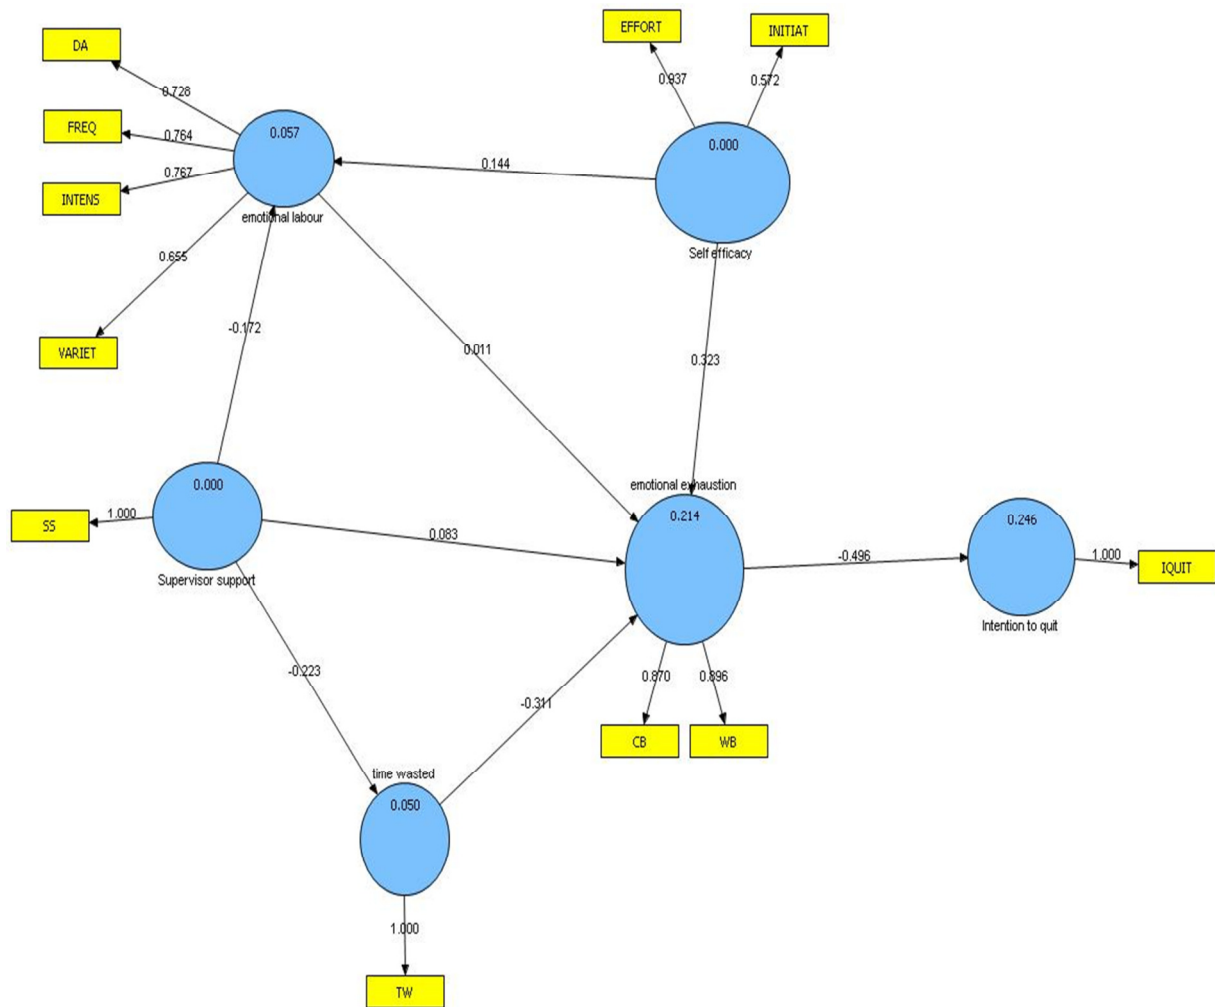 EFFORT
INITIAT
DA
0.937
0.572
0.728
FREQ
0.764
0.057
0.000
0.144
0.767
INTENS
emotional labour
Self efficacy
0.655
-0.172
VARIET
0.011
0.323
0.000
emotional exhaustion
0.214
0.246
SS
1.000
0.083
-0.496
1.000
IQUIT
Supervisor support
Intention to quit
-0.223
0.870
0.896
-0.311
CB
WB
time wasted
0.050
1.000
TW